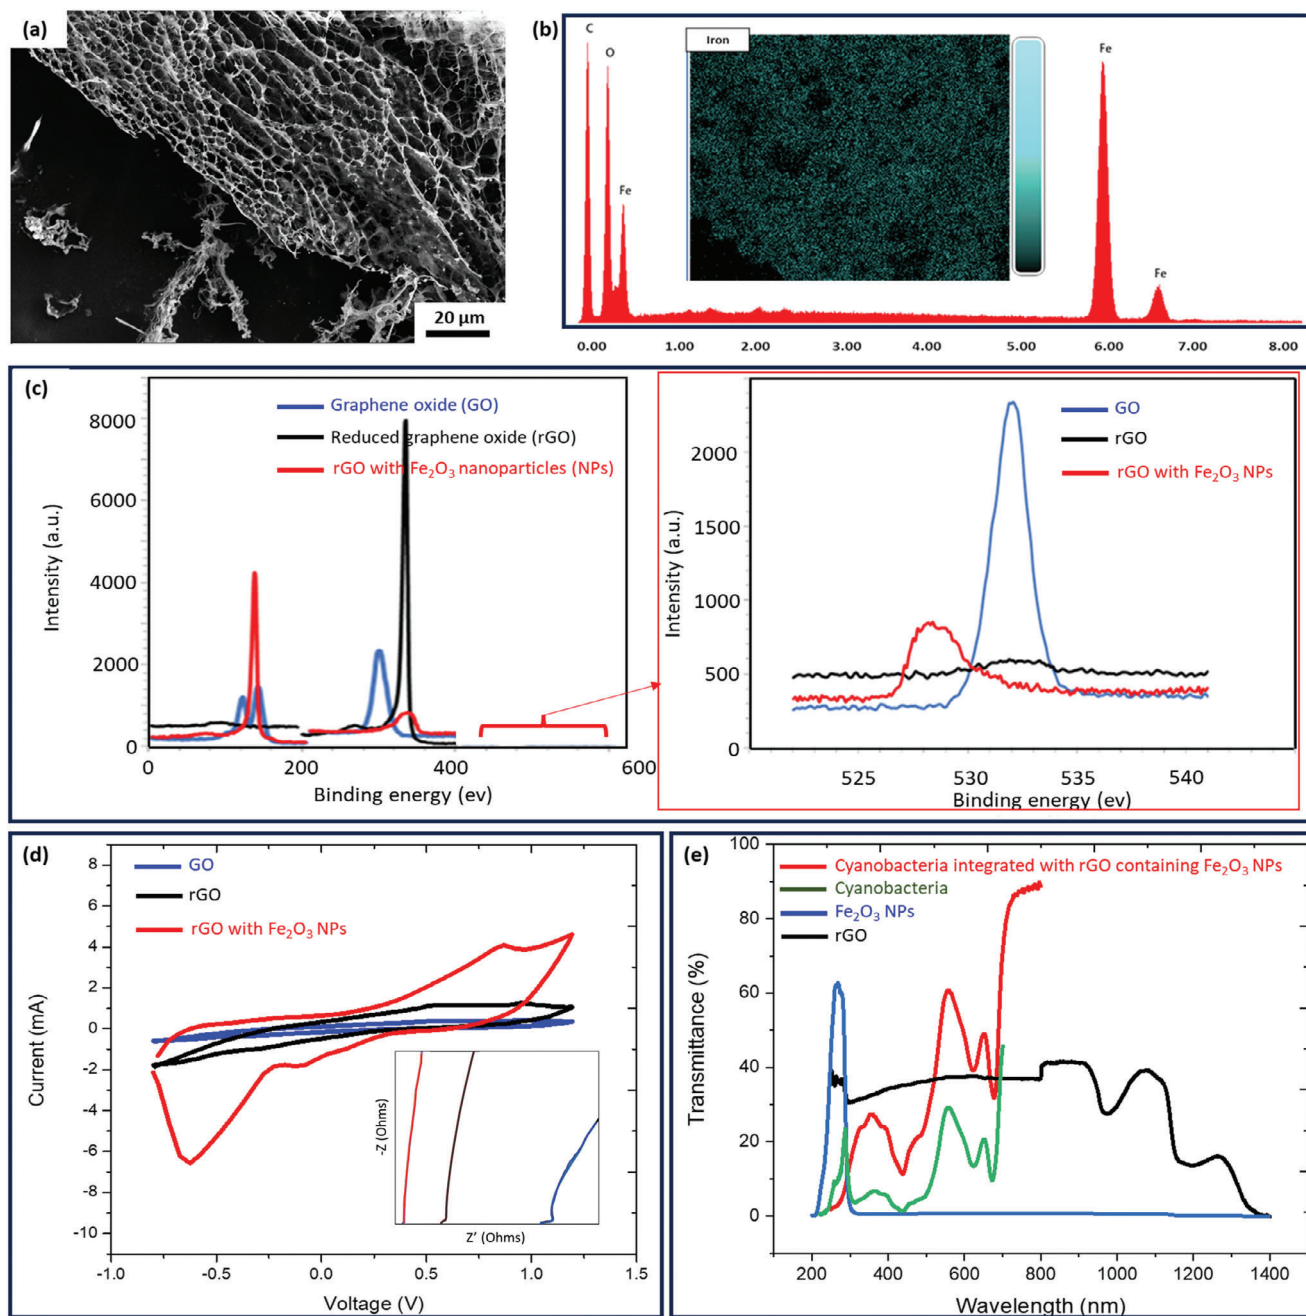 (a)
20 µm
(b)
C
O
Fe
Iron
Fe
Fe
0.00 1.00 2.00 3.00 4.00 5.00 6.00 7.00 8.00
(c)
Graphene oxide (GO)
Reduced graphene oxide (rGO)
rGO with Fe₂O₃ nanoparticles (NPs)
8000
6000
4000
2000
0
Intensity (a.u.)
0 200 400 600
Binding energy (ev)
GO
rGO
rGO with Fe₂O₃ NPs
2000
1500
1000
500
0
Intensity (a.u.)
525 530 535 540
Binding energy (ev)
(d)
GO
rGO
rGO with Fe₂O₃ NPs
8
6
4
2
0
-2
-4
-6
-8
-10
Current (mA)
-Z (Ohms)
Z' (Ohms)
-1.0 -0.5 0.0 0.5 1.0 1.5
Voltage (V)
(e)
Cyanobacteria integrated with rGO containing Fe₂O₃ NPs
Cyanobacteria
Fe₂O₃ NPs
rGO
100
80
60
40
20
0
Transmittance (%)
200 400 600 800 1000 1200 1400
Wavelength (nm)